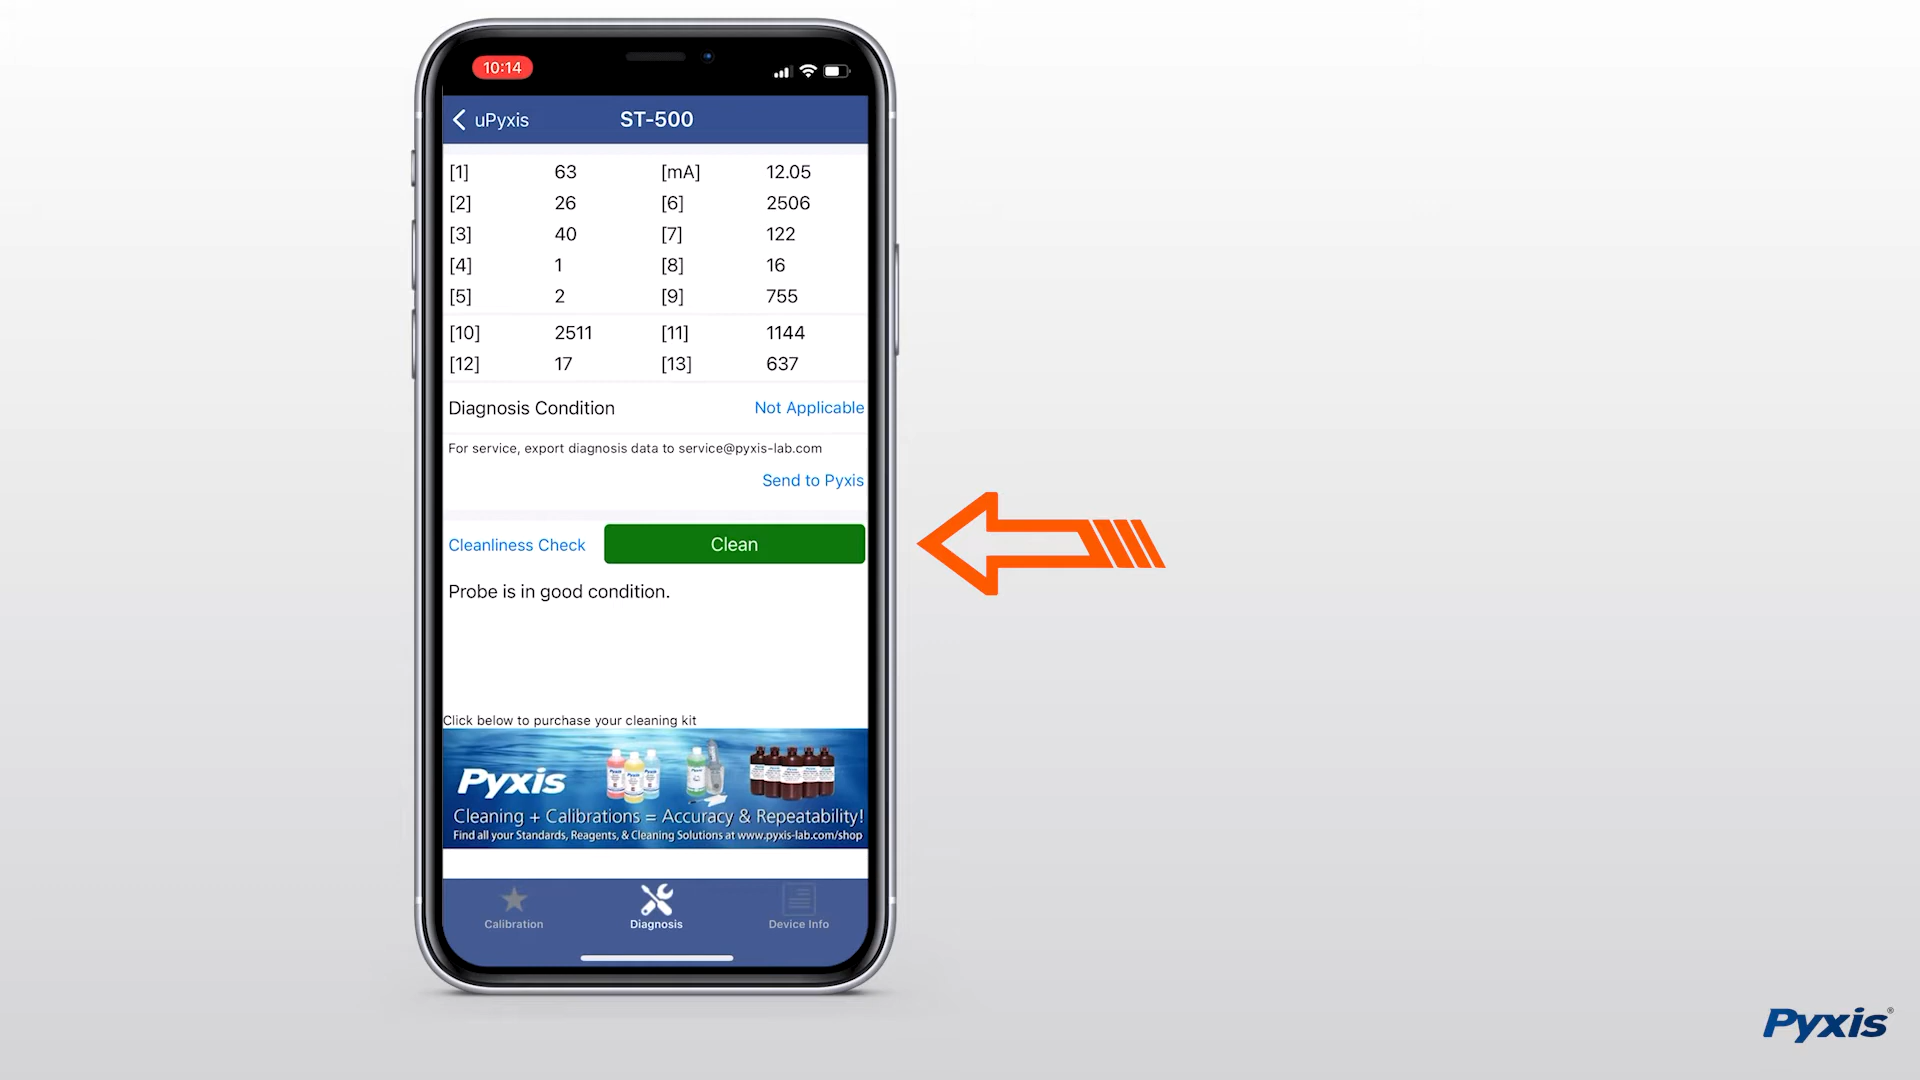 10:14
uPyxis ST-500
[1] 63 [mA] 12.05
[2] 26 [6] 2506
[3] 40 [7] 122
[4] 1 [8] 16
[5] 2 [9] 755
[10] 2511 [11] 1144
[12] 17 [13] 637
Diagnosis Condition Not Applicable
For service, export diagnosis data to service@pyxis-lab.com
Send to Pyxis
Cleanliness Check Clean
Probe is in good condition.
Click below to purchase your cleaning kit
Pyxis
Cleaning + Calibrations = Accuracy & Repeatability!
Find all your Standards, Reagents, & Cleaning Solutions at www.pyxis-lab.com/shop
Calibration Diagnosis Device Info
Pyxis®